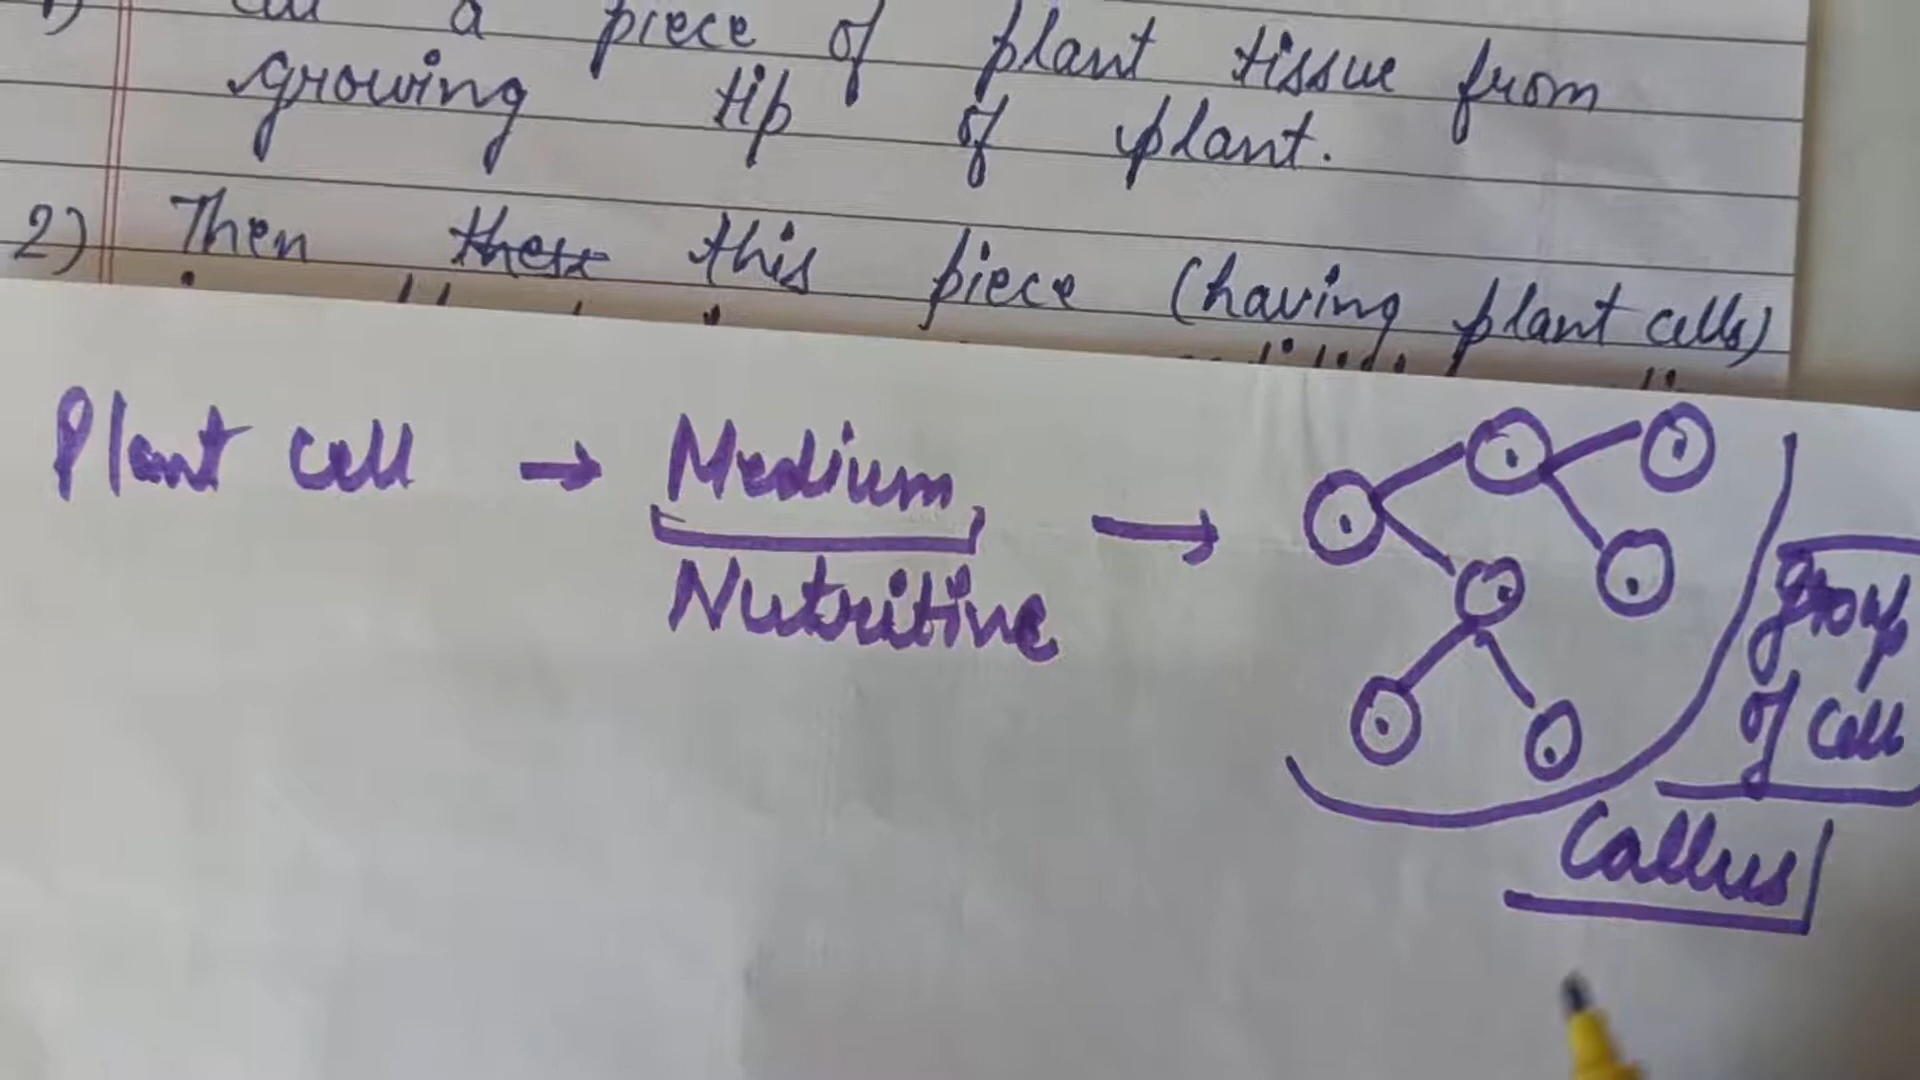 a piece of plant tissue from
growing tip of plant.
2) Then this piece (having plant cells)
Plant cell → Medium →
Nutritive
group
of cell
Callus